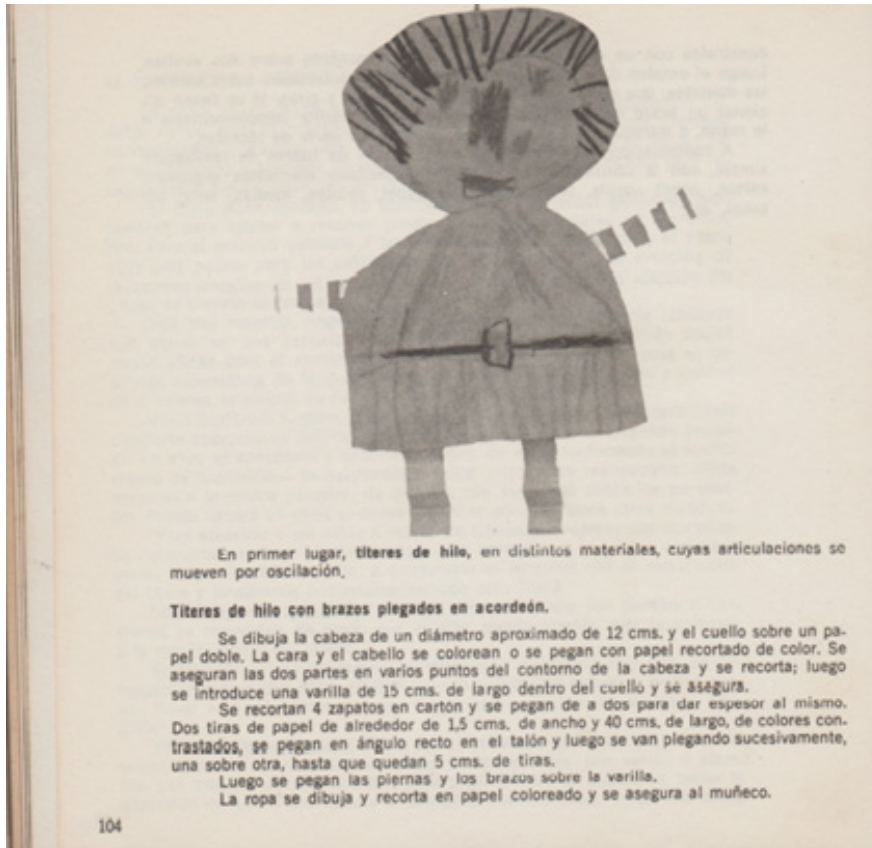 En primer lugar, titeres de hilo, en distintos materiales, cuyas articulaciones se
mueven por oscilación.
Titeres de hilo con brazos plegados en acordeón.
Se dibuja la cabeza de un diámetro aproximado de 12 cms. y el cuello sobre un pa-
pel doble. La cara y el cabello se colorean o se pegan con papel recortado de color. Se
aseguran las dos partes en varios puntos del contorno de la cabeza y se recorta; luego
se introduce una varilla de 15 cms. de largo dentro del cuello y se asegura.
Se recortan 4 zapatos en cartón y se pegan de a dos para dar espesor al mismo.
Dos tiras de papel de alrededor de 1,5 cms. de ancho y 40 cms. de largo, de colores con-
trastados, se pegan en ángulo recto en el talón y luego se van plegando sucesivamente,
una sobre otra, hasta que quedan 5 cms. de tiras.
Luego se pegan las piernas y los brazos sobre la varilla.
La ropa se dibuja y recorta en papel coloreado y se asegura al muñeco.
104